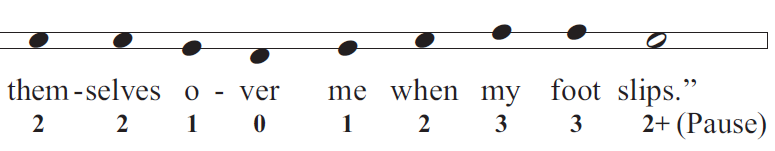 them - selves o - ver me when my foot slips.”
2 2 1 0 1 2 3 3 2+ (Pause)